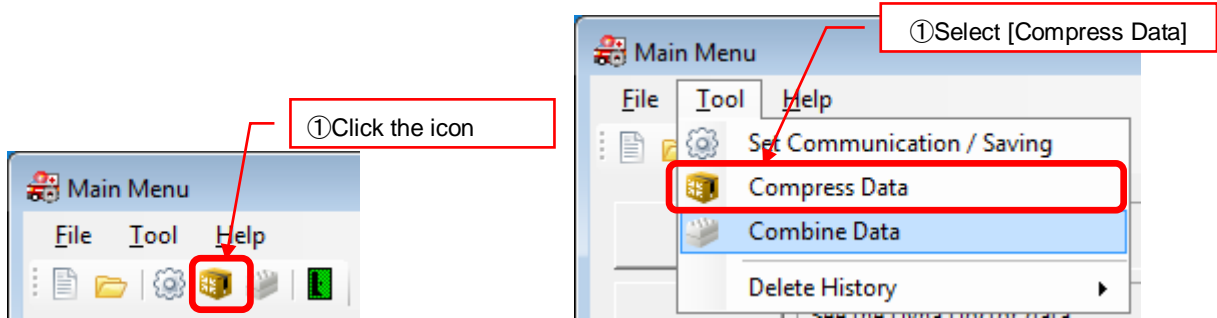 ①Select [Compress Data]
Main Menu
File Tool Help
Set Communication / Saving
Compress Data
Combine Data
Delete History
①Click the icon
Main Menu
File Tool Help